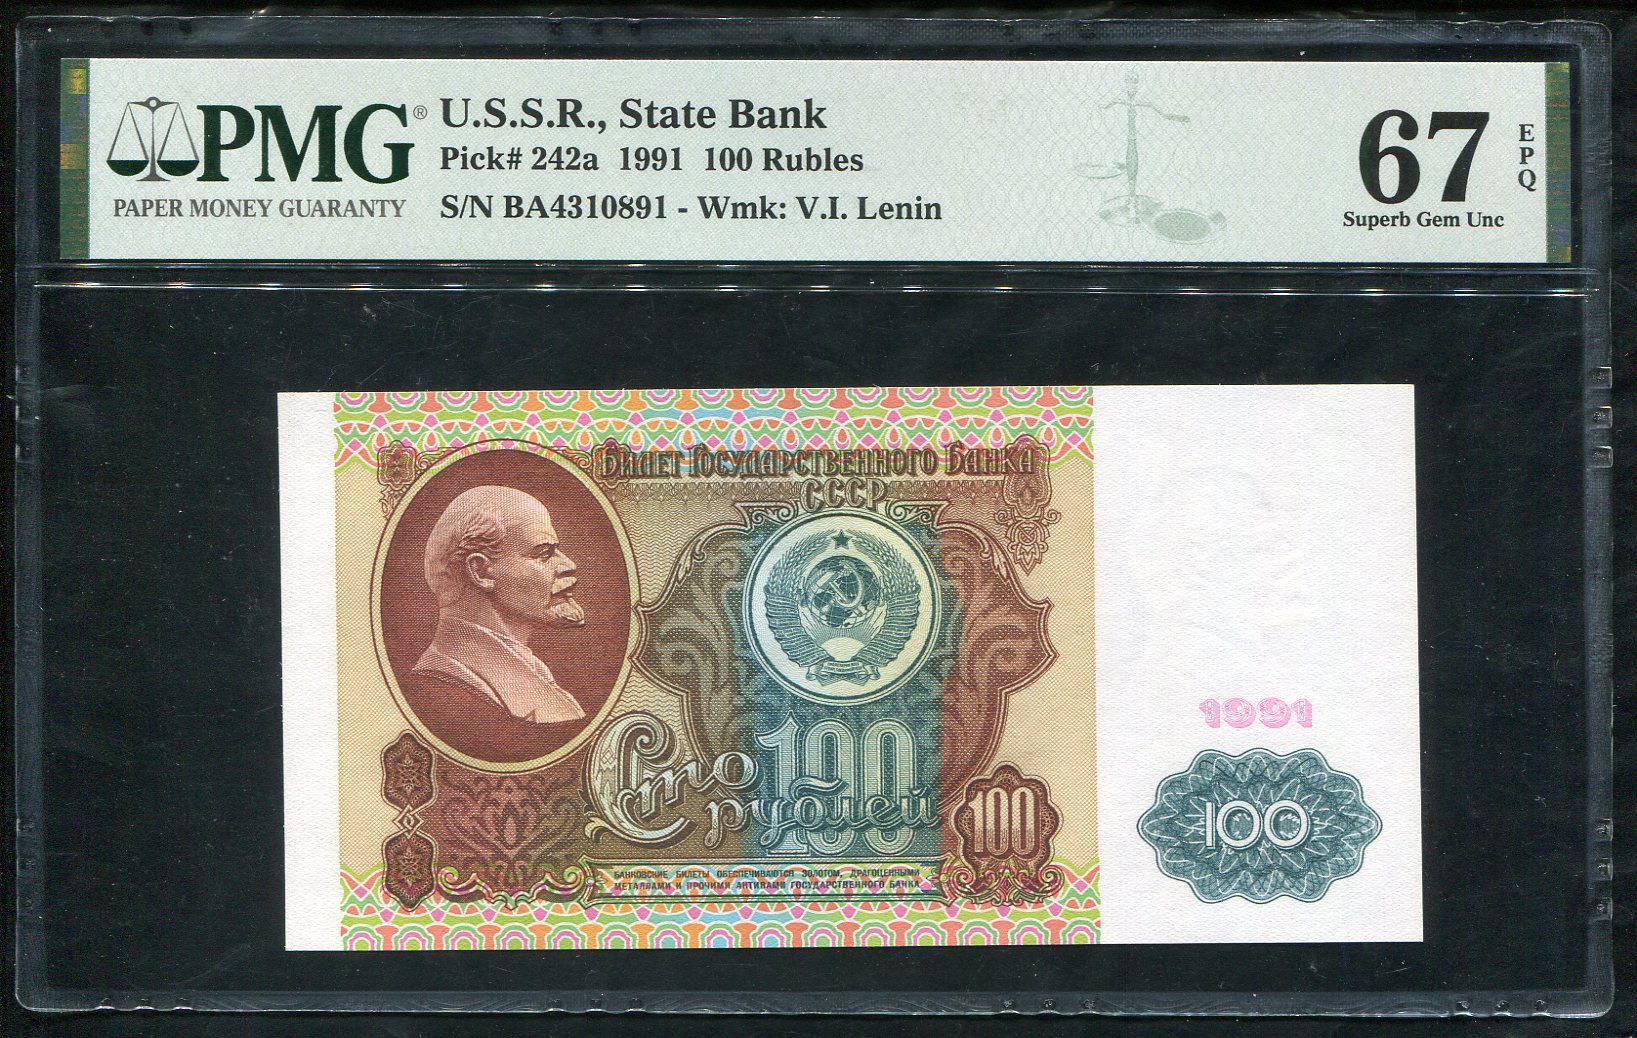 PMG®
PAPER MONEY GUARANTY
U.S.S.R., State Bank
Pick# 242a 1991 100 Rubles
S/N BA4310891 - Wmk: V.I. Lenin
67
EPQ
Superb Gem Unc
Билет Государственного Банка
СССР
100
Сто
рублей
100
100
БАНКОВСКИЕ БИЛЕТЫ ОБЕСПЕЧИВАЮТСЯ ЗОЛОТОМ, ДРАГОЦЕННЫМИ
МЕТАЛЛАМИ И ПРОЧИМИ АКТИВАМИ ГОСУДАРСТВЕННОГО БАНКА
1991
100